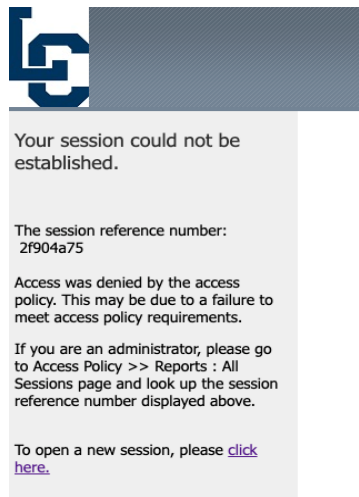 LC
Your session could not be
established.
The session reference number:
2f904a75
Access was denied by the access
policy. This may be due to a failure to
meet access policy requirements.
If you are an administrator, please go
to Access Policy >> Reports : All
Sessions page and look up the session
reference number displayed above.
To open a new session, please click
here.